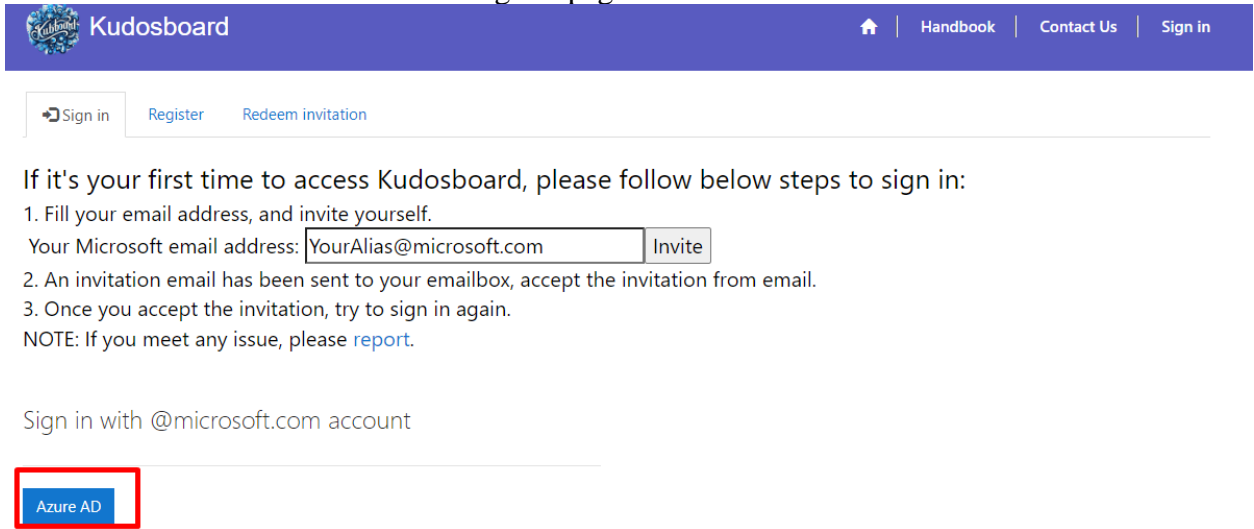 Kudosboard
Handbook
Contact Us
Sign in
Sign in
Register
Redeem invitation
If it's your first time to access Kudosboard, please follow below steps to sign in:
1. Fill your email address, and invite yourself.
Your Microsoft email address: YourAlias@microsoft.com Invite
2. An invitation email has been sent to your emailbox, accept the invitation from email.
3. Once you accept the invitation, try to sign in again.
NOTE: If you meet any issue, please report.
Sign in with @microsoft.com account
Azure AD